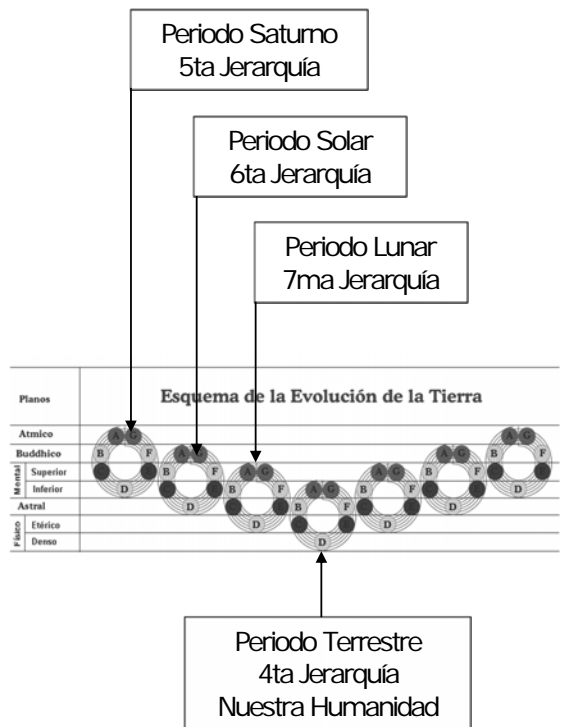 Periodo Saturno
5ta Jerarquía
Periodo Solar
6ta Jerarquía
Periodo Lunar
7ma Jerarquía
Planos
Esquema de la Evolución de la Tierra
Atmico
Buddhico
Mental
Superior
Inferior
Astral
Físico
Etérico
Denso
A G
B F
D
A G
B F
D
A G
B F
C
D
A G
B F
C
D
A G
B F
D
A G
B F
D
A G
B F
D
Periodo Terrestre
4ta Jerarquía
Nuestra Humanidad